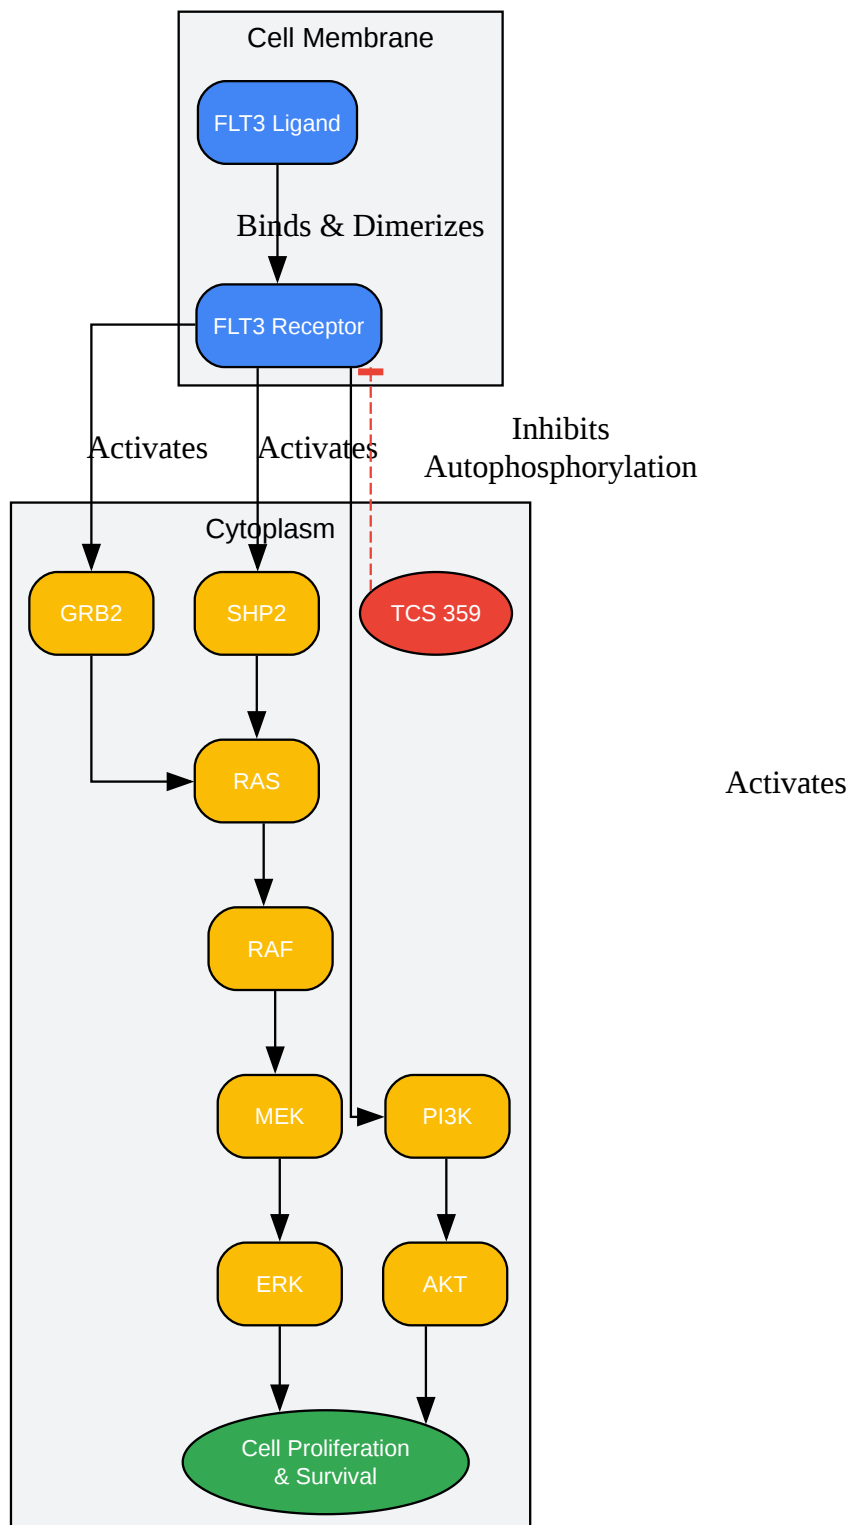 Cell Membrane
FLT3 Ligand
Binds & Dimerizes
FLT3 Receptor
Activates
Activates
Inhibits
Autophosphorylation
Cytoplasm
GRB2
SHP2
TCS 359
RAS
Activates
RAF
MEK
PI3K
ERK
AKT
Cell Proliferation
& Survival